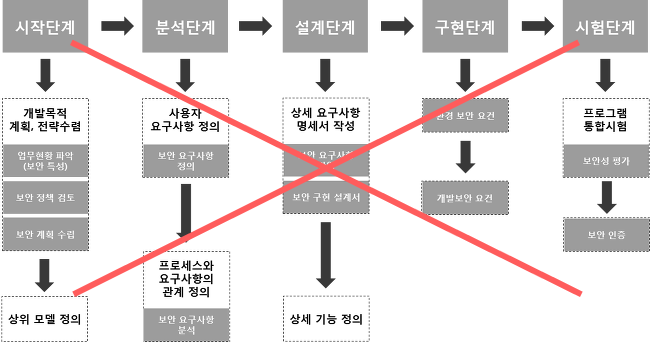 시작단계
분석단계
설계단계
구현단계
시험단계
개발목적
계획, 전략수렴
업무현황 파악
(보안 특성)
보안 정책 검토
보안 계획 수립
상위 모델 정의
사용자
요구사항 정의
보안 요구사항
정의
프로세스와
요구사항의
관계 정의
보안 요구사항
분석
상세 요구사항
명세서 작성
보안 요구사항
보안 구현 설계서
상세 기능 정의
환경 보안 요건
개발보안 요건
프로그램
통합시험
보안성 평가
보안 인증